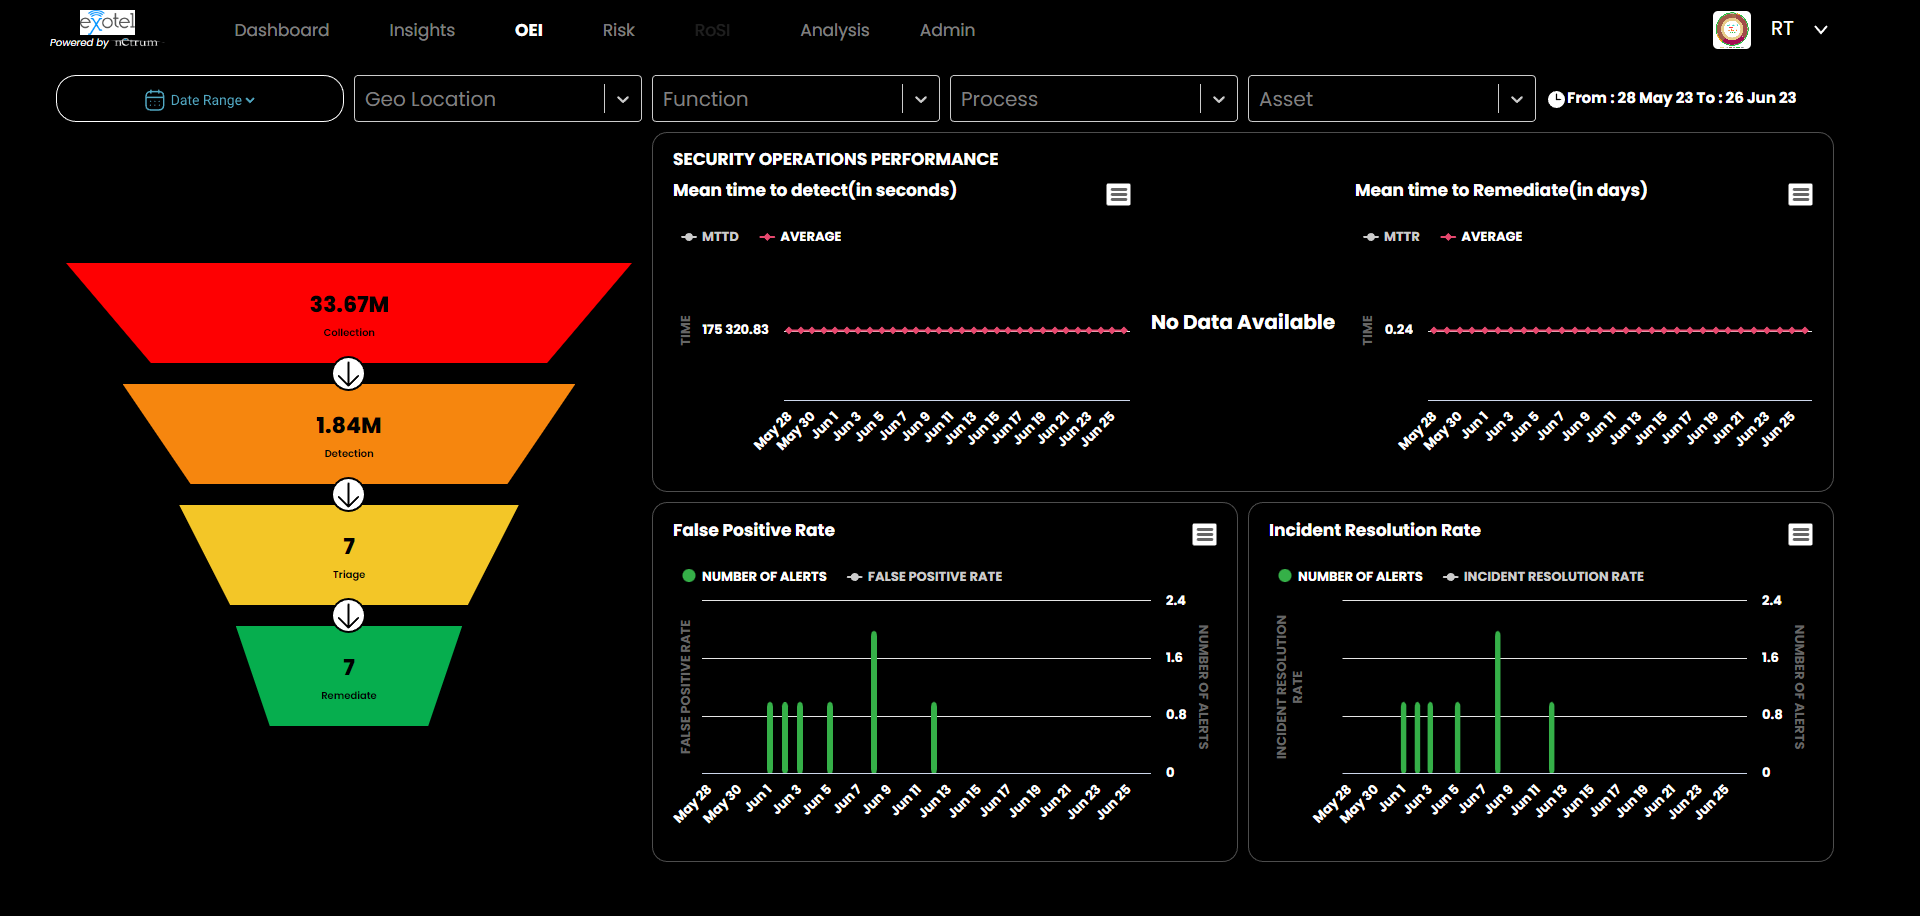 exotel
Powered by nCtrum
Dashboard
Insights
OEI
Risk
RoSI
Analysis
Admin
RT
Date Range
Geo Location
Function
Process
Asset
From : 28 May 23 To : 26 Jun 23
33.67M
Collection
1.84M
Detection
7
Triage
7
Remediate
SECURITY OPERATIONS PERFORMANCE
Mean time to detect(in seconds)
MTTD
AVERAGE
TIME
175 320.83
May 28
May 30
Jun 1
Jun 3
Jun 5
Jun 7
Jun 9
Jun 11
Jun 13
Jun 15
Jun 17
Jun 19
Jun 21
Jun 23
Jun 25
No Data Available
Mean time to Remediate(in days)
MTTR
AVERAGE
TIME
0.24
May 28
May 30
Jun 1
Jun 3
Jun 5
Jun 7
Jun 9
Jun 11
Jun 13
Jun 15
Jun 17
Jun 19
Jun 21
Jun 23
Jun 25
False Positive Rate
NUMBER OF ALERTS
FALSE POSITIVE RATE
FALSE POSITIVE RATE
2.4
1.6
0.8
0
NUMBER OF ALERTS
May 28
May 30
Jun 1
Jun 3
Jun 5
Jun 7
Jun 9
Jun 11
Jun 13
Jun 15
Jun 17
Jun 19
Jun 21
Jun 23
Jun 25
Incident Resolution Rate
NUMBER OF ALERTS
INCIDENT RESOLUTION RATE
INCIDENT RESOLUTION
RATE
2.4
1.6
0.8
0
NUMBER OF ALERTS
May 28
May 30
Jun 1
Jun 3
Jun 5
Jun 7
Jun 9
Jun 11
Jun 13
Jun 15
Jun 17
Jun 19
Jun 21
Jun 23
Jun 25